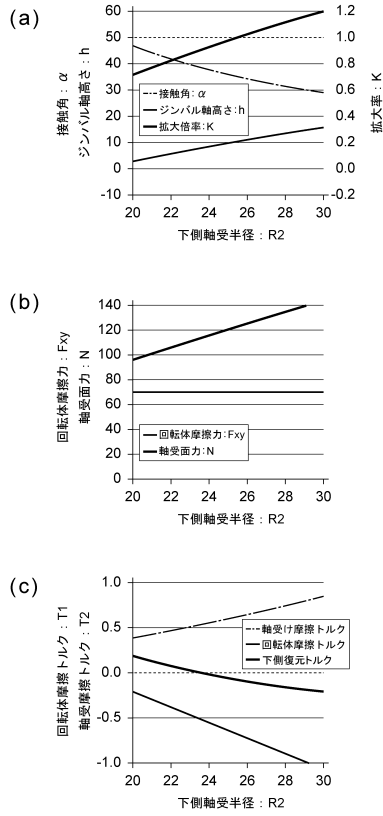 (a)
接触角：α
ジンバル軸高さ：h
60
50
40
30
20
10
0
-10
1.2
1.0
0.8
0.6
0.4
0.2
0.0
-0.2
拡大率：K
接触角：α
ジンバル軸高さ：h
拡大倍率：K
20 22 24 26 28 30
下側軸受半径：R2
(b)
回転体摩擦力：Fxy
軸受面力：N
140
120
100
80
60
40
20
0
回転体摩擦力：Fxy
軸受面力：N
20 22 24 26 28 30
下側軸受半径：R2
(c)
回転体摩擦トルク：T1
軸受摩擦トルク：T2
1.0
0.5
0.0
-0.5
-1.0
軸受け摩擦トルク
回転体摩擦トルク
下側復元トルク
20 22 24 26 28 30
下側軸受半径：R2